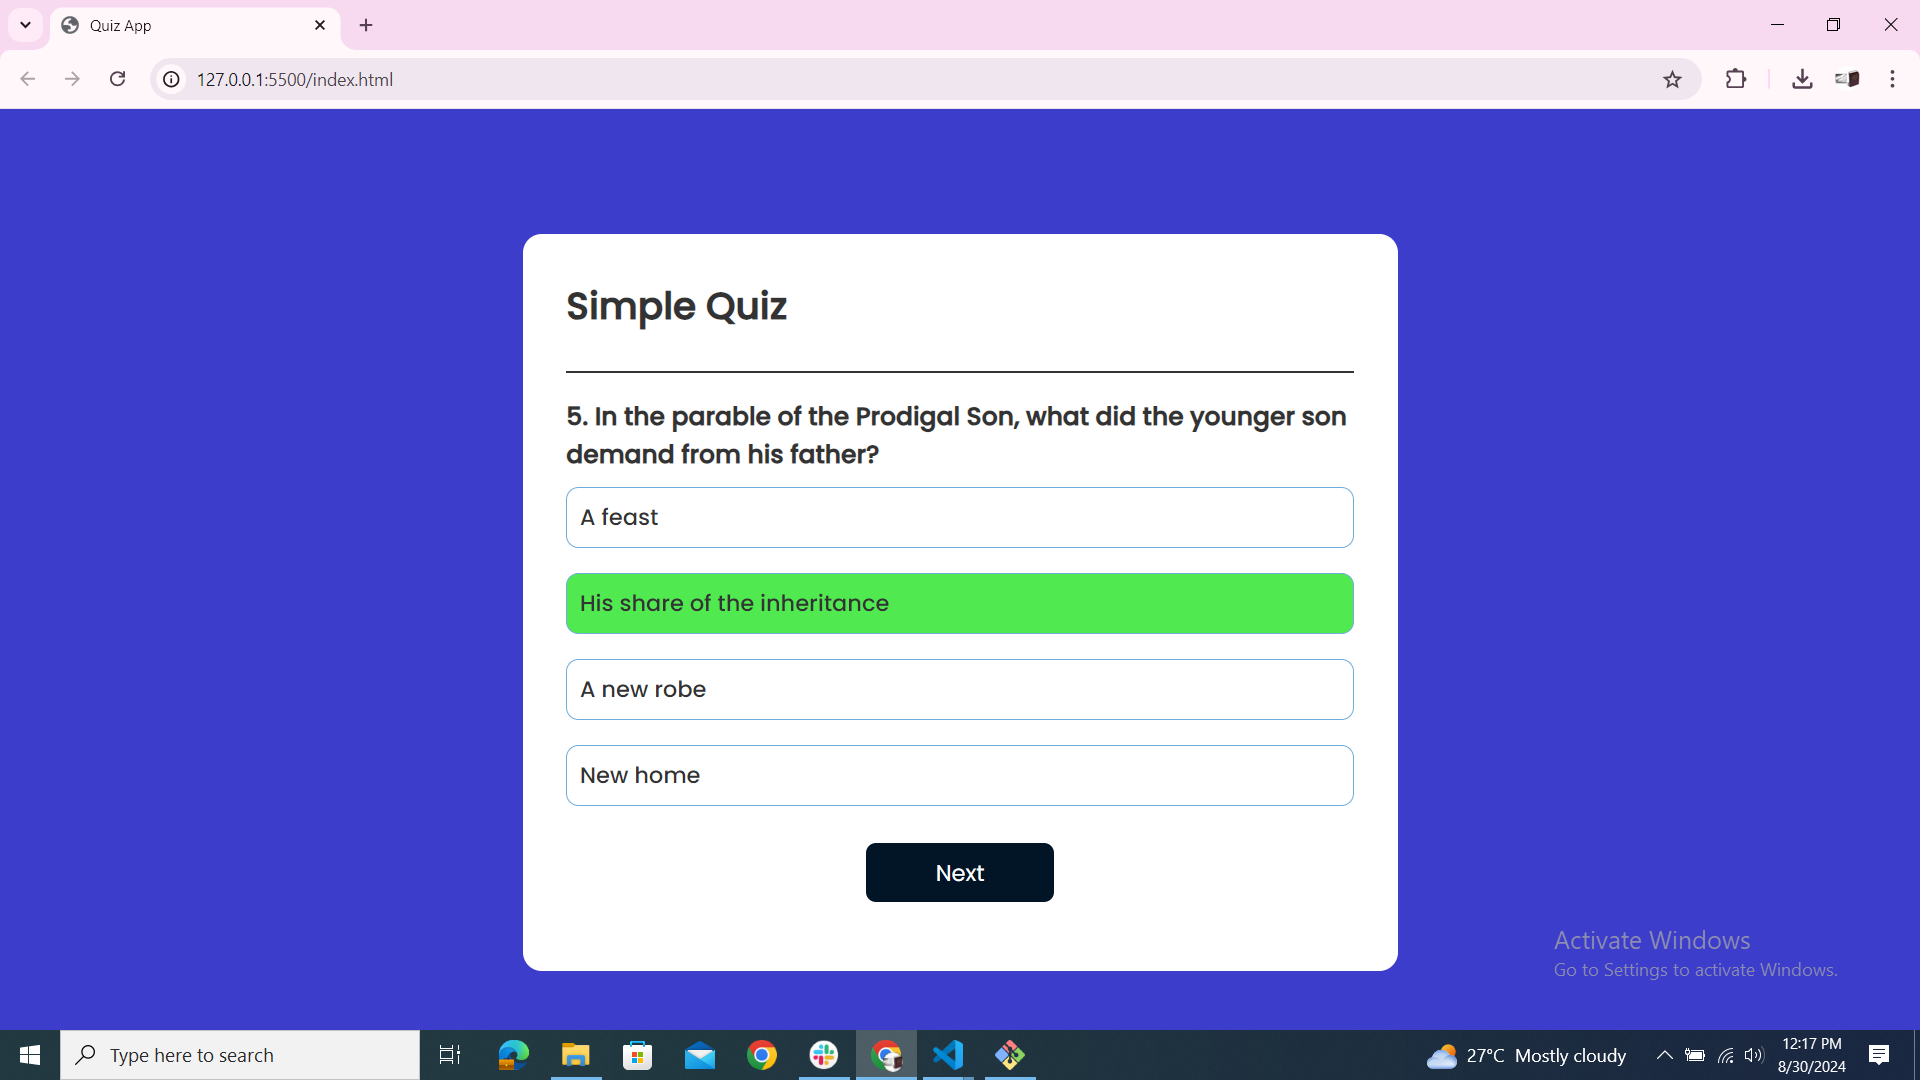 Quiz App
127.0.0.1:5500/index.html
Simple Quiz
5. In the parable of the Prodigal Son, what did the younger son
demand from his father?
A feast
His share of the inheritance
A new robe
New home
Next
Activate Windows
Go to Settings to activate Windows.
Type here to search
27°C Mostly cloudy
12:17 PM
8/30/2024